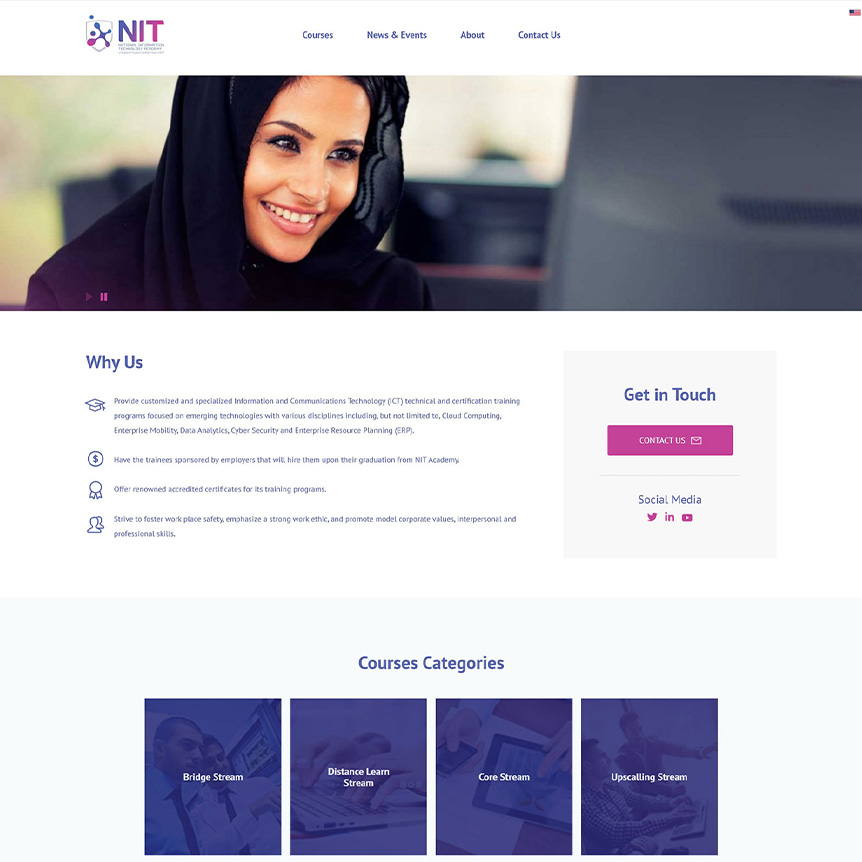 NIT
NATIONAL INFORMATION
TECHNOLOGY ACADEMY
Courses
News & Events
About
Contact Us
Why Us
Provide customized and specialized Information and Communications Technology (ICT) technical and certification training
programs focused on emerging technologies with various disciplines including, but not limited to, Cloud Computing,
Enterprise Mobility, Data Analytics, Cyber Security and Enterprise Resource Planning (ERP).
Have the trainees sponsored by employers that will hire them upon their graduation from NIT Academy.
Offer renowned accredited certificates for its training programs.
Strive to foster work place safety, emphasize a strong work ethic, and promote model corporate values, interpersonal and
professional skills.
Get in Touch
CONTACT US
Social Media
Courses Categories
Bridge Stream
Distance Learn
Stream
Core Stream
Upscalling Stream